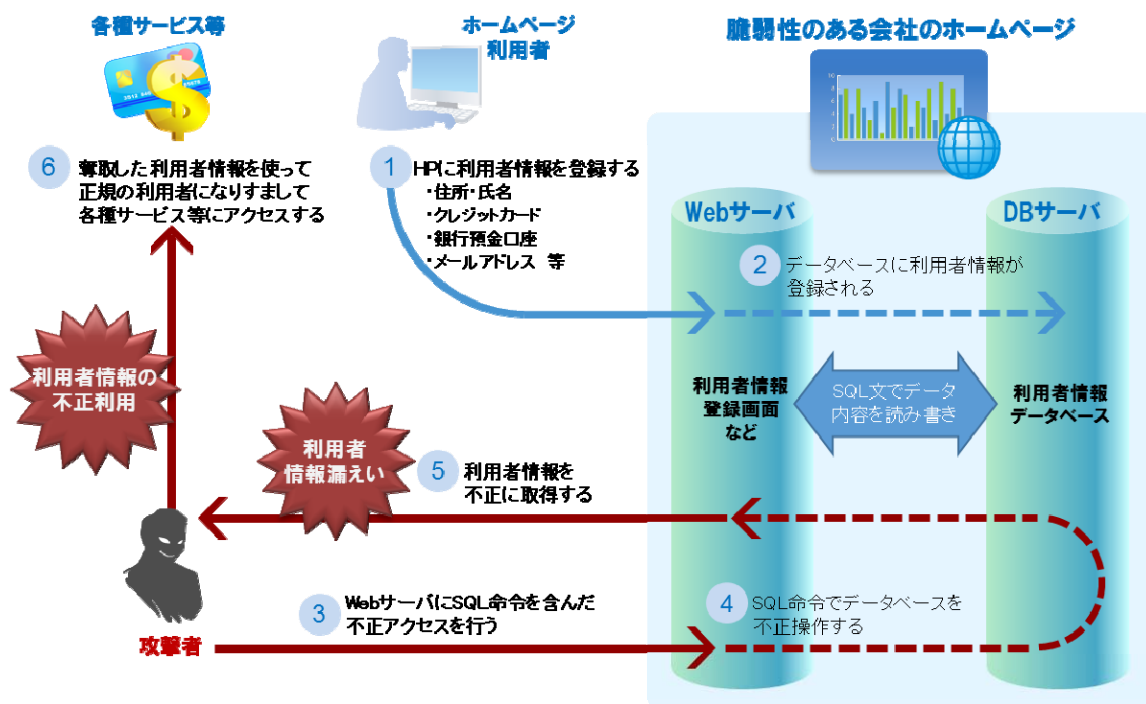 各種サービス等
ホームページ
利用者
脆弱性のある会社のホームページ
6
奪取した利用者情報を使って
正規の利用者になりすまして
各種サービス等にアクセスする
1
HPに利用者情報を登録する
・住所・氏名
・クレジットカード
・銀行預金口座
・メールアドレス 等
Webサーバ
DBサーバ
2
データベースに利用者情報が
登録される
利用者情報の
不正利用
利用者情報
登録画面
など
SQL文でデータ
内容を読み書き
利用者情報
データベース
利用者
情報漏えい
5
利用者情報を
不正に取得する
3
WebサーバにSQL命令を含んだ
不正アクセスを行う
4
SQL命令でデータベースを
不正操作する
攻撃者